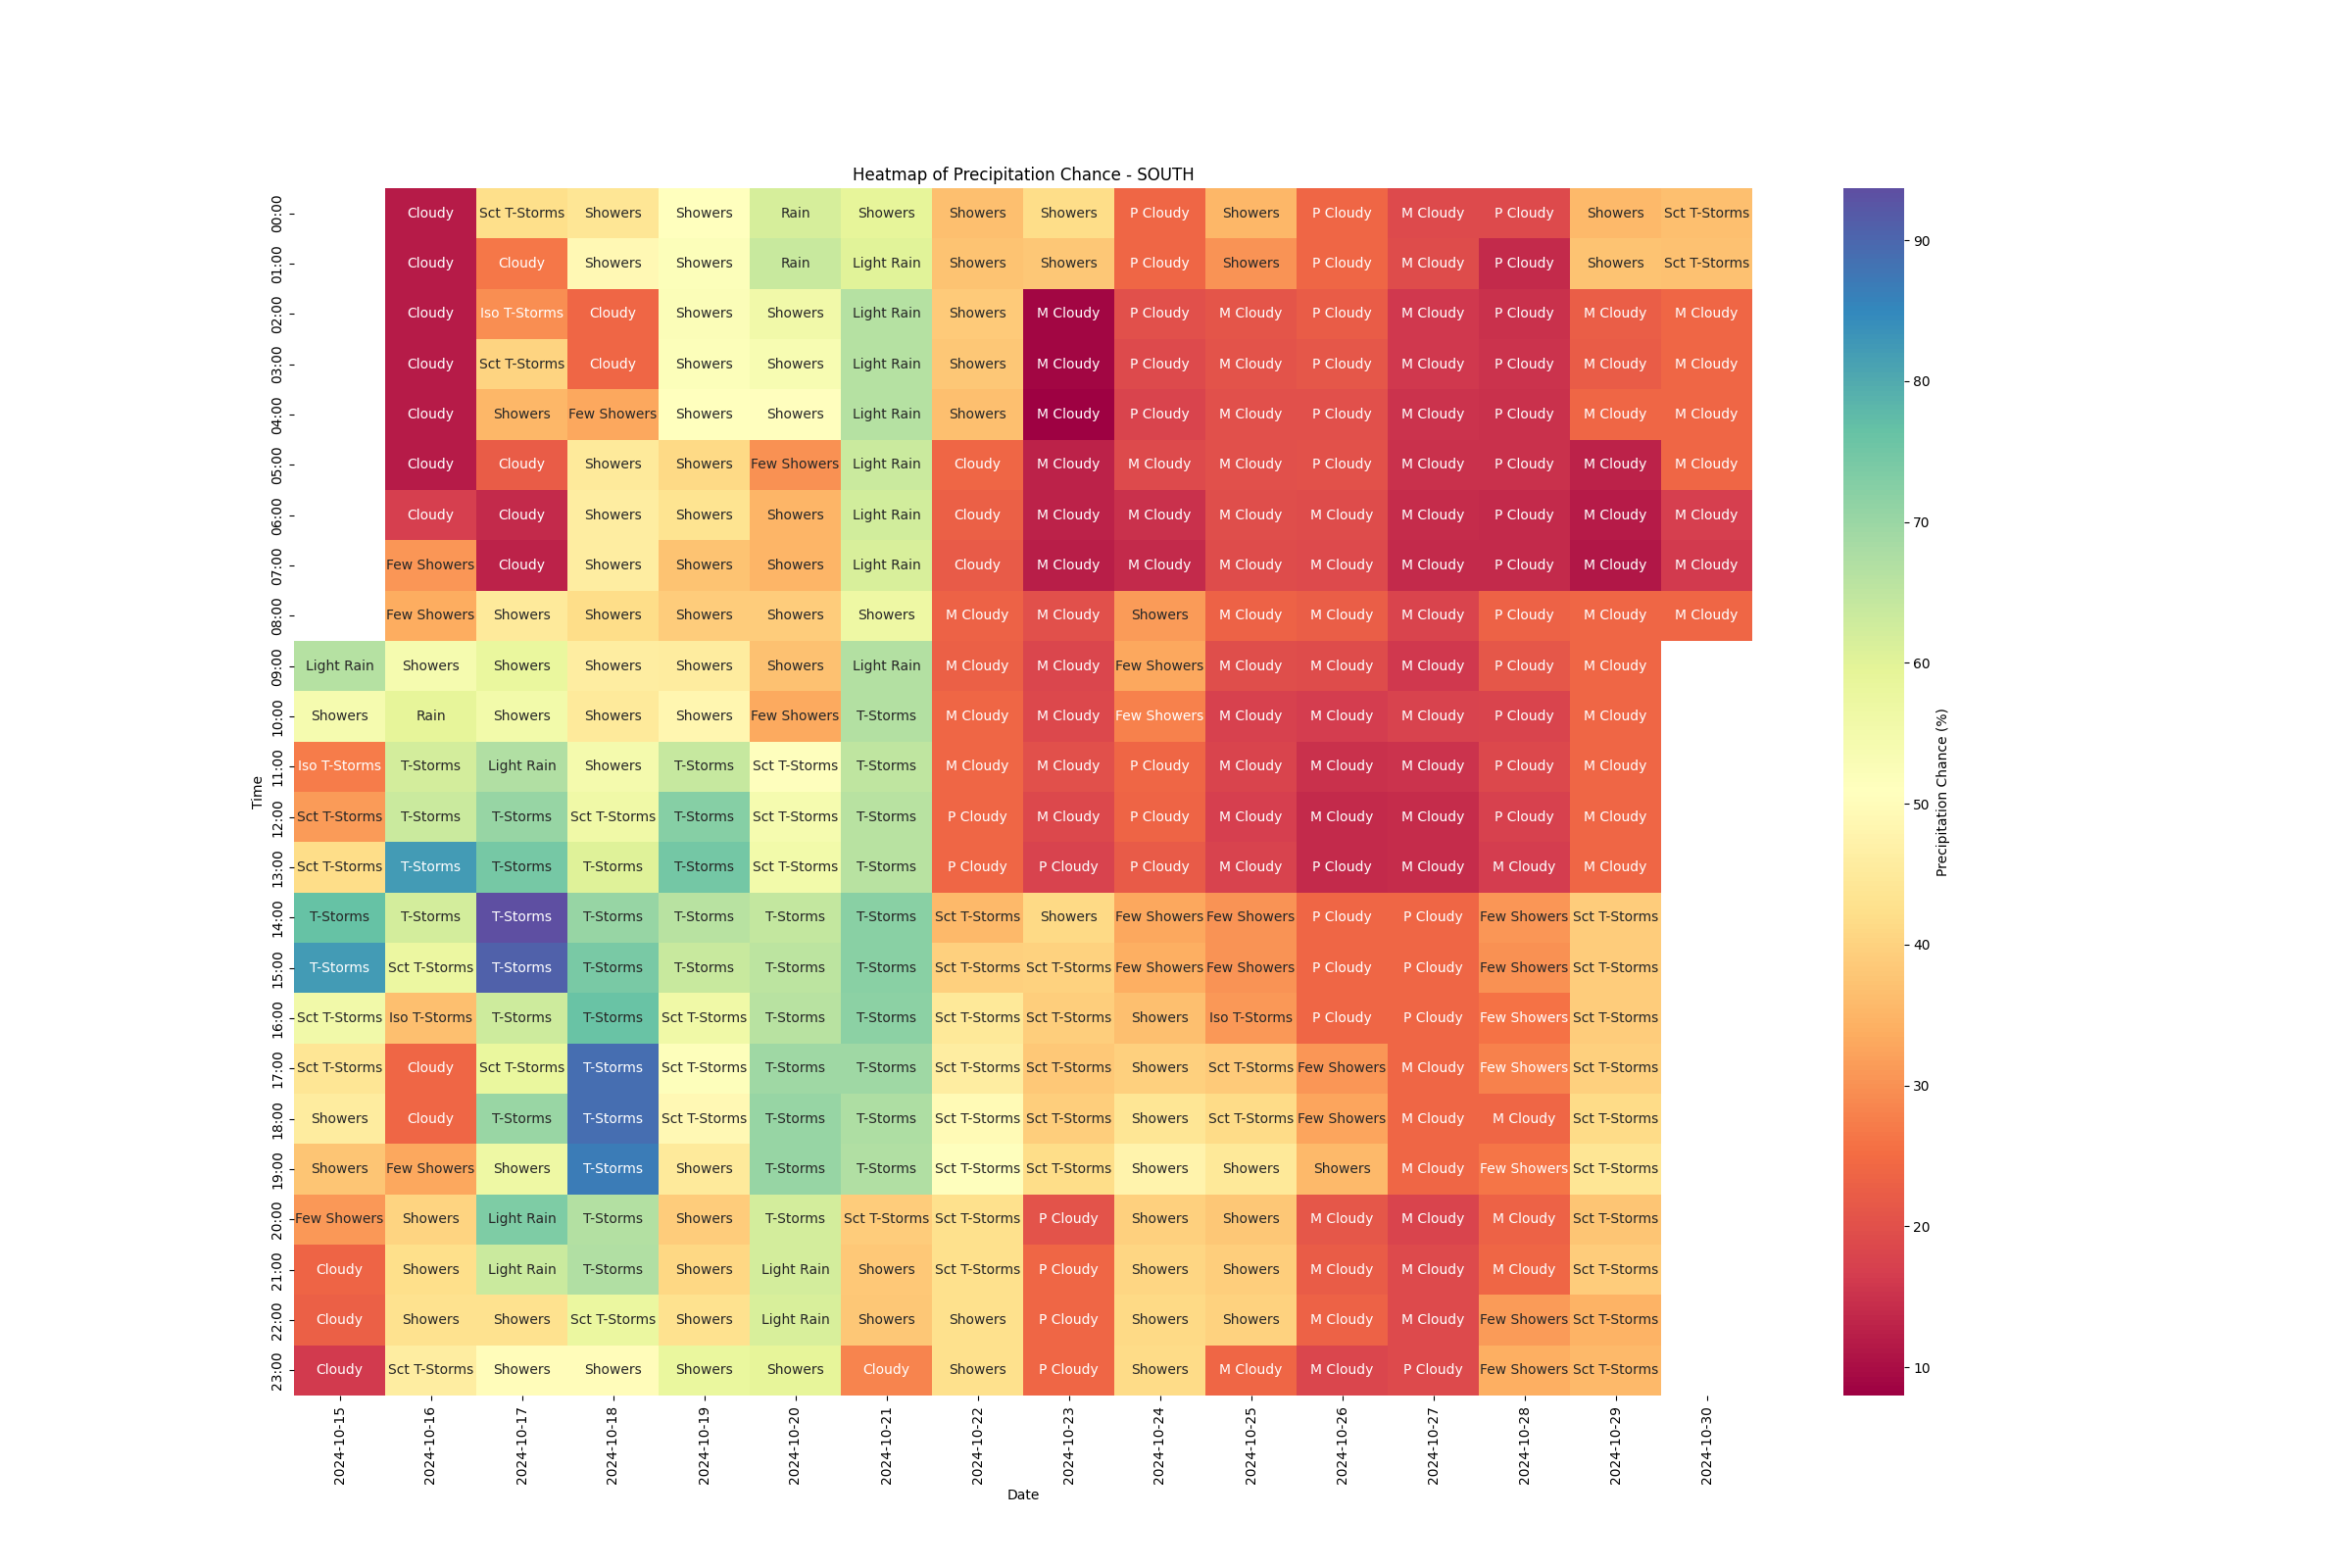 Heatmap of Precipitation Chance - SOUTH
00:00 Cloudy Sct T-Storms Showers Showers Rain Showers Showers Showers P Cloudy Showers P Cloudy M Cloudy P Cloudy Showers Sct T-Storms
01:00 Cloudy Cloudy Showers Showers Rain Light Rain Showers Showers P Cloudy Showers P Cloudy M Cloudy P Cloudy Showers Sct T-Storms
02:00 Cloudy Iso T-Storms Cloudy Showers Showers Light Rain Showers M Cloudy P Cloudy M Cloudy P Cloudy M Cloudy P Cloudy M Cloudy M Cloudy
03:00 Cloudy Sct T-Storms Cloudy Showers Showers Light Rain Showers M Cloudy P Cloudy M Cloudy P Cloudy M Cloudy P Cloudy M Cloudy M Cloudy
04:00 Cloudy Showers Few Showers Showers Showers Light Rain Showers M Cloudy P Cloudy M Cloudy P Cloudy M Cloudy P Cloudy M Cloudy M Cloudy
05:00 Cloudy Cloudy Showers Showers Few Showers Light Rain Cloudy M Cloudy M Cloudy M Cloudy P Cloudy M Cloudy P Cloudy M Cloudy M Cloudy
06:00 Cloudy Cloudy Showers Showers Showers Light Rain Cloudy M Cloudy M Cloudy M Cloudy M Cloudy M Cloudy P Cloudy M Cloudy M Cloudy
07:00 Few Showers Cloudy Showers Showers Showers Light Rain Cloudy M Cloudy M Cloudy M Cloudy M Cloudy M Cloudy P Cloudy M Cloudy M Cloudy
08:00 Few Showers Showers Showers Showers Showers Showers M Cloudy M Cloudy Showers M Cloudy M Cloudy M Cloudy P Cloudy M Cloudy M Cloudy
09:00 Light Rain Showers Showers Showers Showers Showers Light Rain M Cloudy M Cloudy Few Showers M Cloudy M Cloudy M Cloudy P Cloudy M Cloudy
10:00 Showers Rain Showers Showers Showers Few Showers T-Storms M Cloudy M Cloudy Few Showers M Cloudy M Cloudy M Cloudy P Cloudy M Cloudy
11:00 Iso T-Storms T-Storms Light Rain Showers T-Storms Sct T-Storms T-Storms M Cloudy M Cloudy P Cloudy M Cloudy M Cloudy M Cloudy P Cloudy M Cloudy
12:00 Sct T-Storms T-Storms T-Storms Sct T-Storms T-Storms Sct T-Storms T-Storms P Cloudy M Cloudy P Cloudy M Cloudy M Cloudy M Cloudy P Cloudy M Cloudy
13:00 Sct T-Storms T-Storms T-Storms T-Storms T-Storms Sct T-Storms T-Storms P Cloudy P Cloudy P Cloudy M Cloudy P Cloudy M Cloudy M Cloudy M Cloudy
14:00 T-Storms T-Storms T-Storms T-Storms T-Storms T-Storms T-Storms Sct T-Storms Showers Few Showers Few Showers P Cloudy P Cloudy Few Showers Sct T-Storms
15:00 T-Storms Sct T-Storms T-Storms T-Storms T-Storms T-Storms T-Storms Sct T-Storms Sct T-Storms Few Showers Few Showers P Cloudy P Cloudy Few Showers Sct T-Storms
16:00 Sct T-Storms Iso T-Storms T-Storms T-Storms Sct T-Storms T-Storms T-Storms Sct T-Storms Sct T-Storms Showers Iso T-Storms P Cloudy P Cloudy Few Showers Sct T-Storms
17:00 Sct T-Storms Cloudy Sct T-Storms T-Storms Sct T-Storms T-Storms T-Storms Sct T-Storms Sct T-Storms Showers Sct T-Storms Few Showers M Cloudy Few Showers Sct T-Storms
18:00 Showers Cloudy T-Storms T-Storms Sct T-Storms T-Storms T-Storms Sct T-Storms Sct T-Storms Showers Sct T-Storms Few Showers M Cloudy M Cloudy Sct T-Storms
19:00 Showers Few Showers Showers T-Storms Showers T-Storms T-Storms Sct T-Storms Sct T-Storms Showers Showers Showers M Cloudy Few Showers Sct T-Storms
20:00 Few Showers Showers Light Rain T-Storms Showers T-Storms Sct T-Storms Sct T-Storms P Cloudy Showers Showers M Cloudy M Cloudy M Cloudy Sct T-Storms
21:00 Cloudy Showers Light Rain T-Storms Showers Light Rain Showers Sct T-Storms P Cloudy Showers Showers M Cloudy M Cloudy M Cloudy Sct T-Storms
22:00 Cloudy Showers Showers Sct T-Storms Showers Light Rain Showers Showers P Cloudy Showers Showers M Cloudy M Cloudy Few Showers Sct T-Storms
23:00 Cloudy Sct T-Storms Showers Showers Showers Showers Cloudy Showers P Cloudy Showers M Cloudy M Cloudy P Cloudy Few Showers Sct T-Storms
Time
2024-10-15 2024-10-16 2024-10-17 2024-10-18 2024-10-19 2024-10-20 2024-10-21 2024-10-22 2024-10-23 2024-10-24 2024-10-25 2024-10-26 2024-10-27 2024-10-28 2024-10-29 2024-10-30
Date
90
80
70
60
50
40
30
20
10
Precipitation Chance (%)